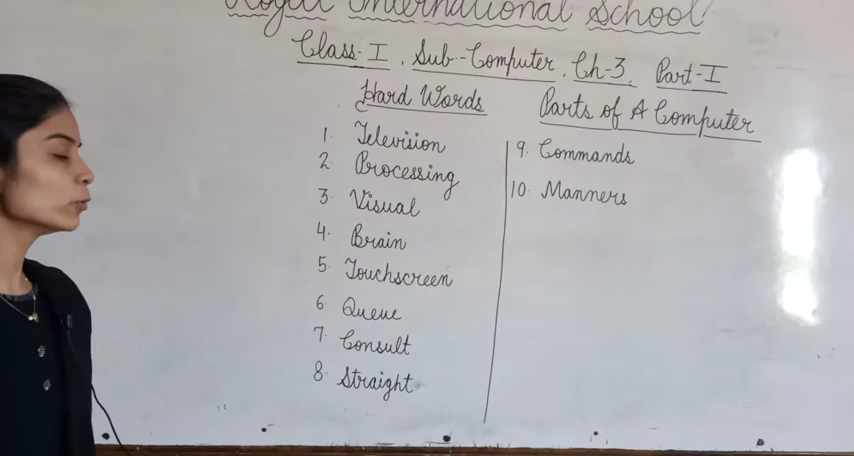 International School
Class-I. Sub-Computer. Ch-3. Part-I
Hard Words
Parts of A Computer
1. Television
2. Processing
3. Visual
4. Brain
5. Touchscreen
6. Queue
7. Consult
8. Straight
9. Commands
10. Manners